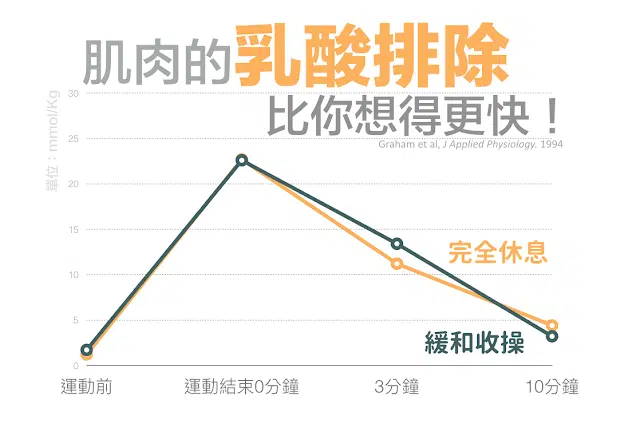 肌肉的乳酸排除
比你想得更快！
Graham et al, J Applied Physiology. 1994
單位：mmol/Kg
30
25
20
15
10
5
0
完全休息
緩和收操
運動前
運動結束0分鐘
3分鐘
10分鐘